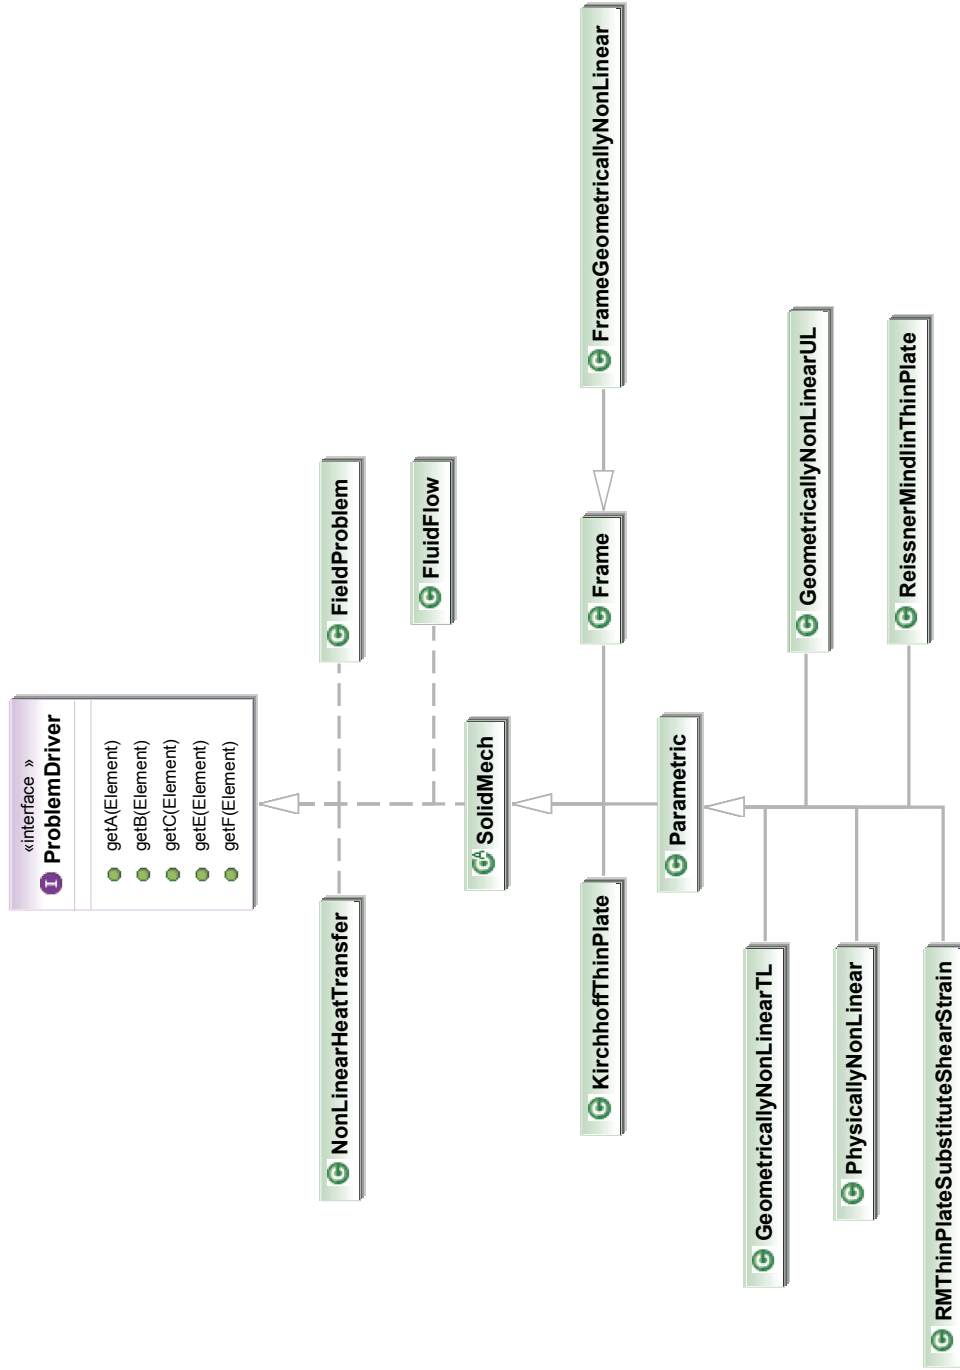 «interface »
ProblemDriver
getA(Element)
getB(Element)
getC(Element)
getE(Element)
getF(Element)
NonLinearHeatTransfer
FieldProblem
FluidFlow
SolidMech
KirchhoffThinPlate
Frame
FrameGeometricallyNonLinear
Parametric
GeometricallyNonLinearTL
GeometricallyNonLinearUL
PhysicallyNonLinear
ReissnerMindlinThinPlate
RMThinPlateSubstituteShearStrain